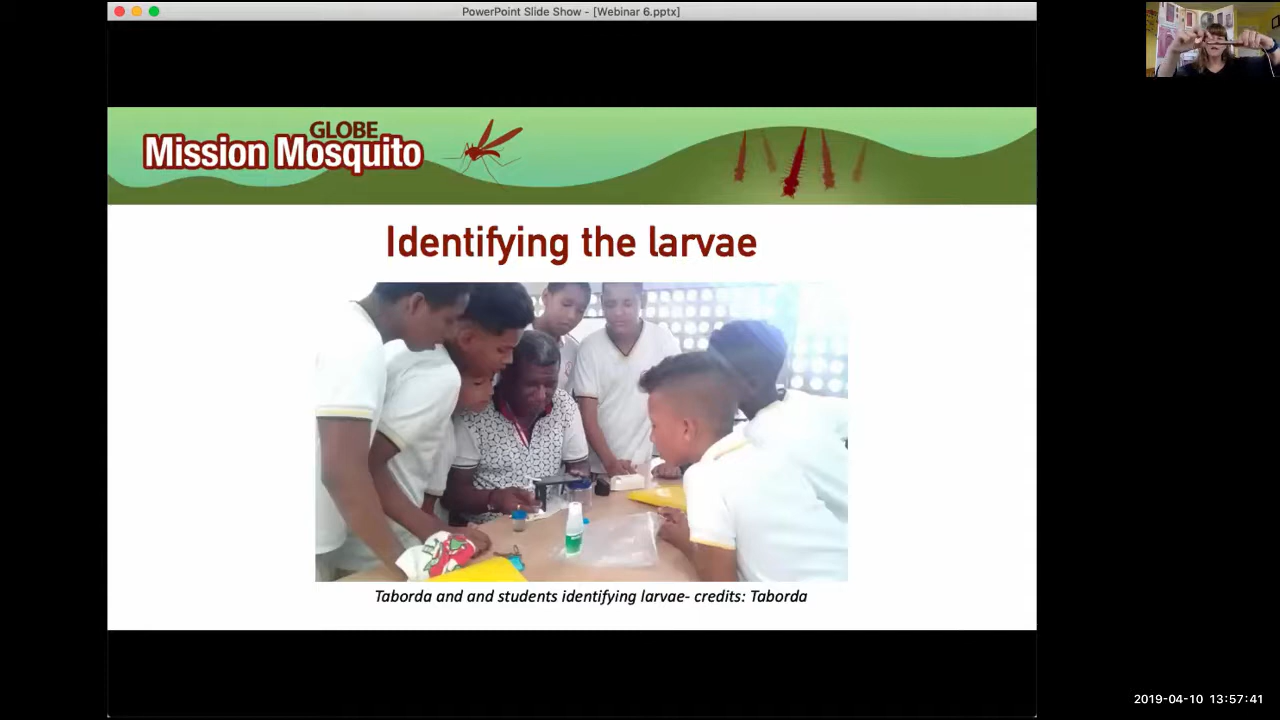 PowerPoint Slide Show - [Webinar 6.pptx]
GLOBE
Mission Mosquito
Identifying the larvae
Taborda and and students identifying larvae- credits: Taborda
2019-04-10 13:57:41